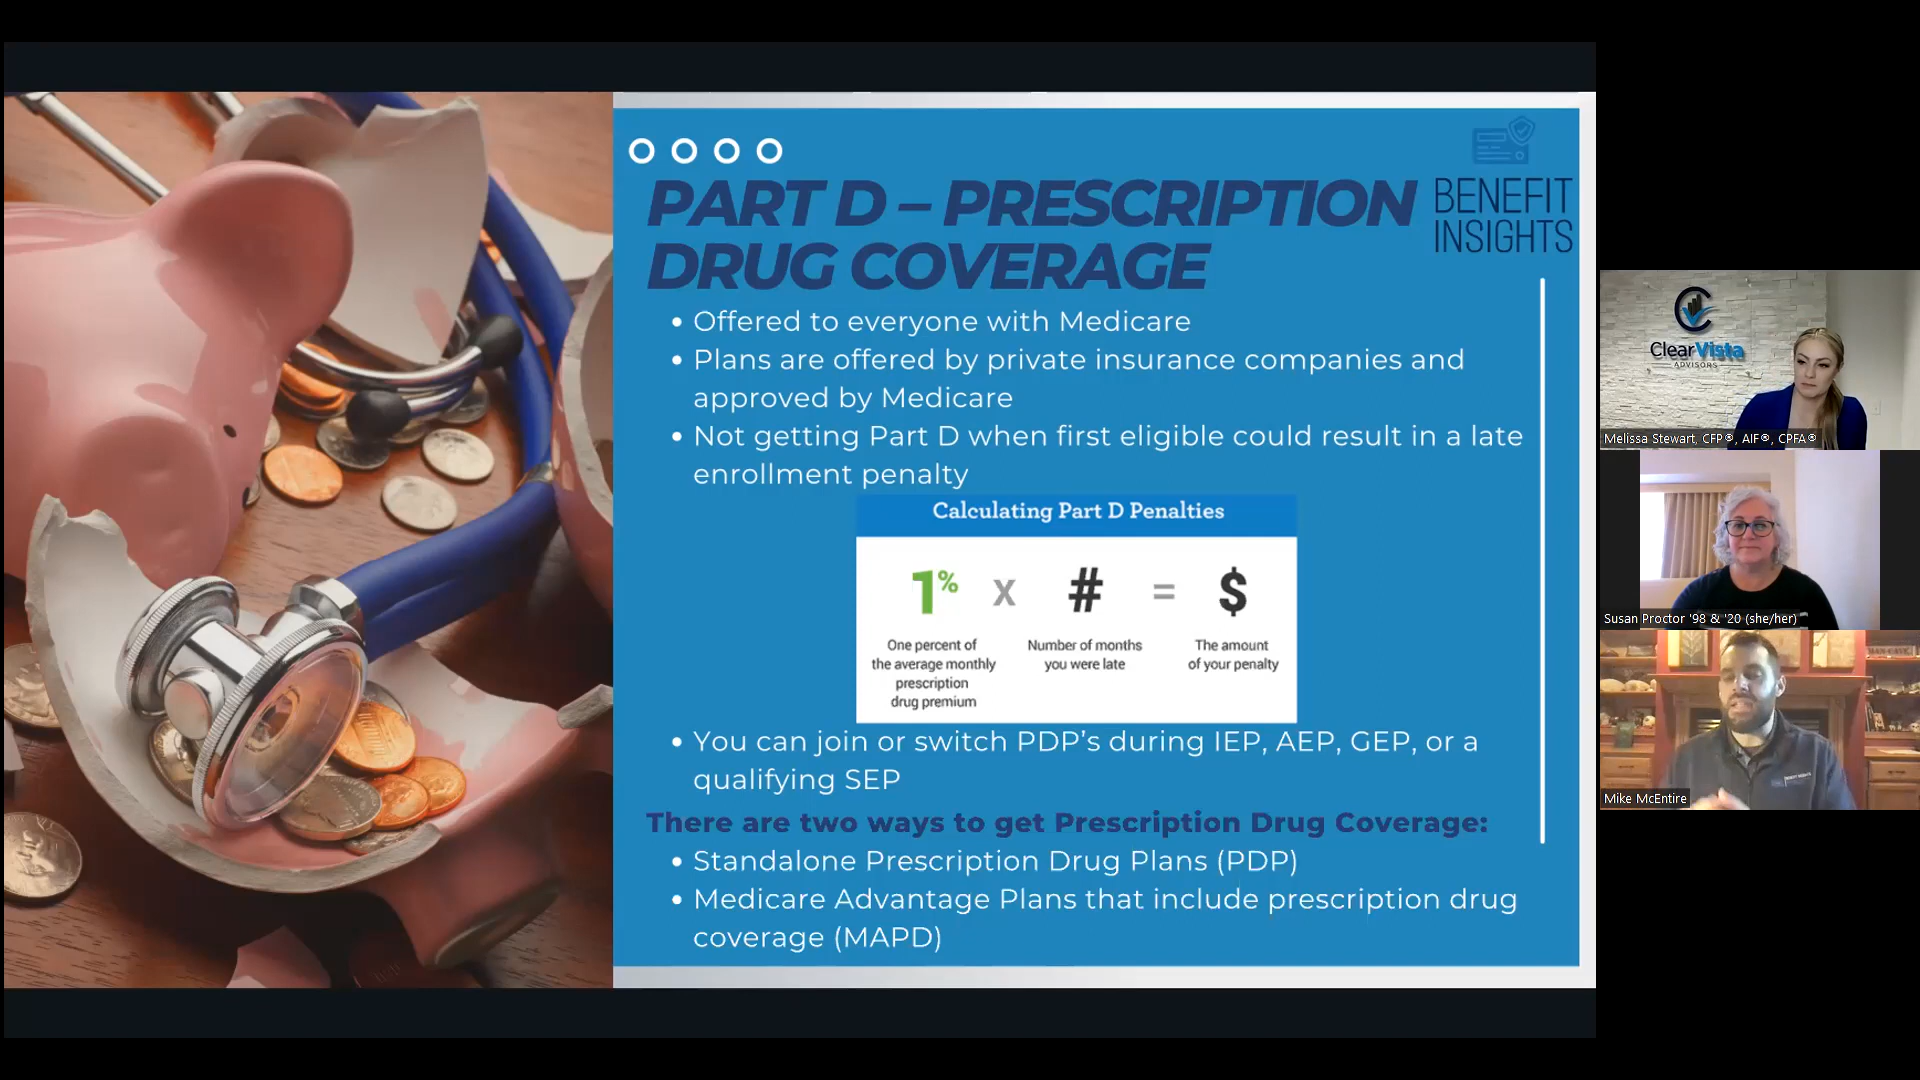 PART D – PRESCRIPTION
DRUG COVERAGE
BENEFIT
INSIGHTS
• Offered to everyone with Medicare
• Plans are offered by private insurance companies and
approved by Medicare
• Not getting Part D when first eligible could result in a late
enrollment penalty
Calculating Part D Penalties
1% x # = $
One percent of
the average monthly
prescription
drug premium
Number of months
you were late
The amount
of your penalty
• You can join or switch PDP’s during IEP, AEP, GEP, or a
qualifying SEP
There are two ways to get Prescription Drug Coverage:
• Standalone Prescription Drug Plans (PDP)
• Medicare Advantage Plans that include prescription drug
coverage (MAPD)
ClearVista
ADVISORS
Melissa Stewart, CFP®, AIF®, CPFA®
Susan Proctor '98 & '20 (she/her)
MAN CAVE
Mike McEntire